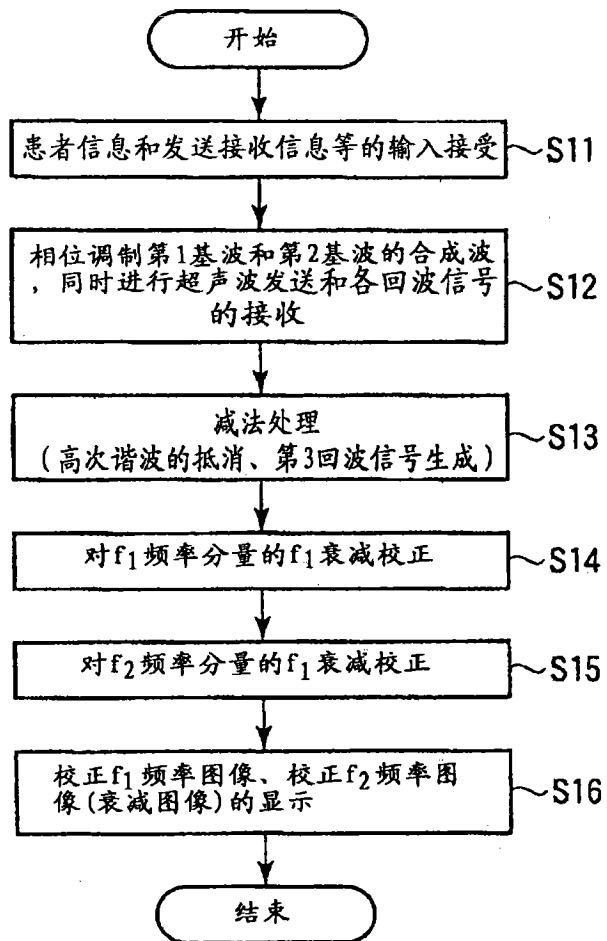 开始
患者信息和发送接收信息等的输入接受
S11
相位调制第1基波和第2基波的合成波
，同时进行超声波发送和各回波信号
的接收
S12
减法处理
（高次谐波的抵消、第3回波信号生成）
S13
对f1频率分量的f1衰减校正
S14
对f2频率分量的f1衰减校正
S15
校正f1频率图像、校正f2频率图
像(衰减图像)的显示
S16
结束